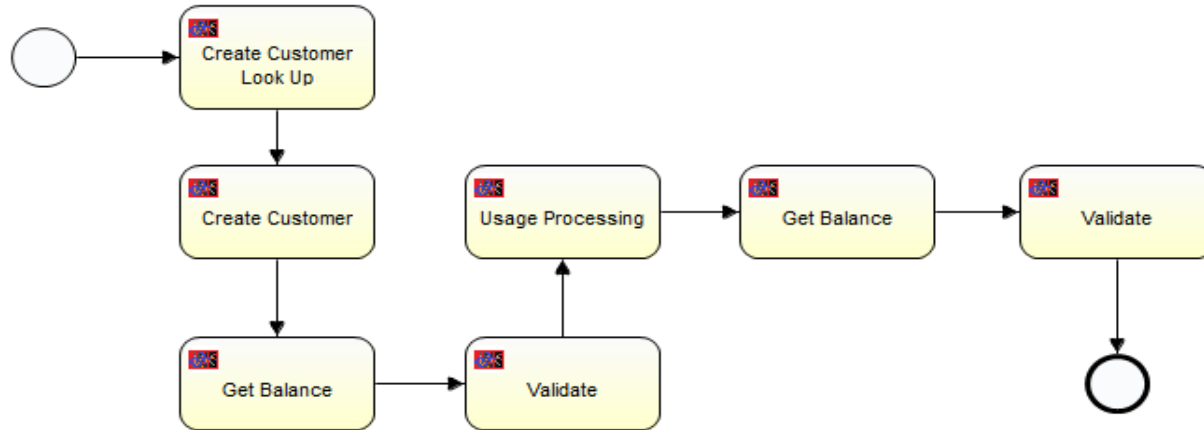 Create Customer
Look Up
Create Customer
Usage Processing
Get Balance
Validate
Get Balance
Validate